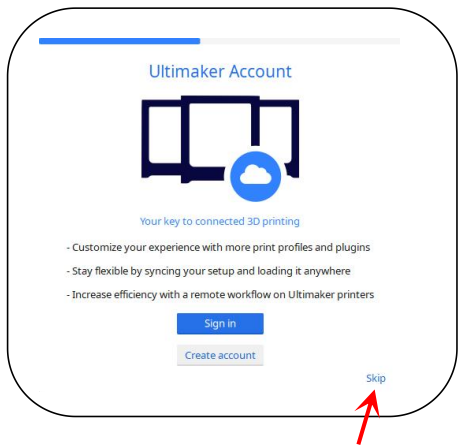 Ultimaker Account
Your key to connected 3D printing
- Customize your experience with more print profiles and plugins
- Stay flexible by syncing your setup and loading it anywhere
- Increase efficiency with a remote workflow on Ultimaker printers
Sign in
Create account
Skip